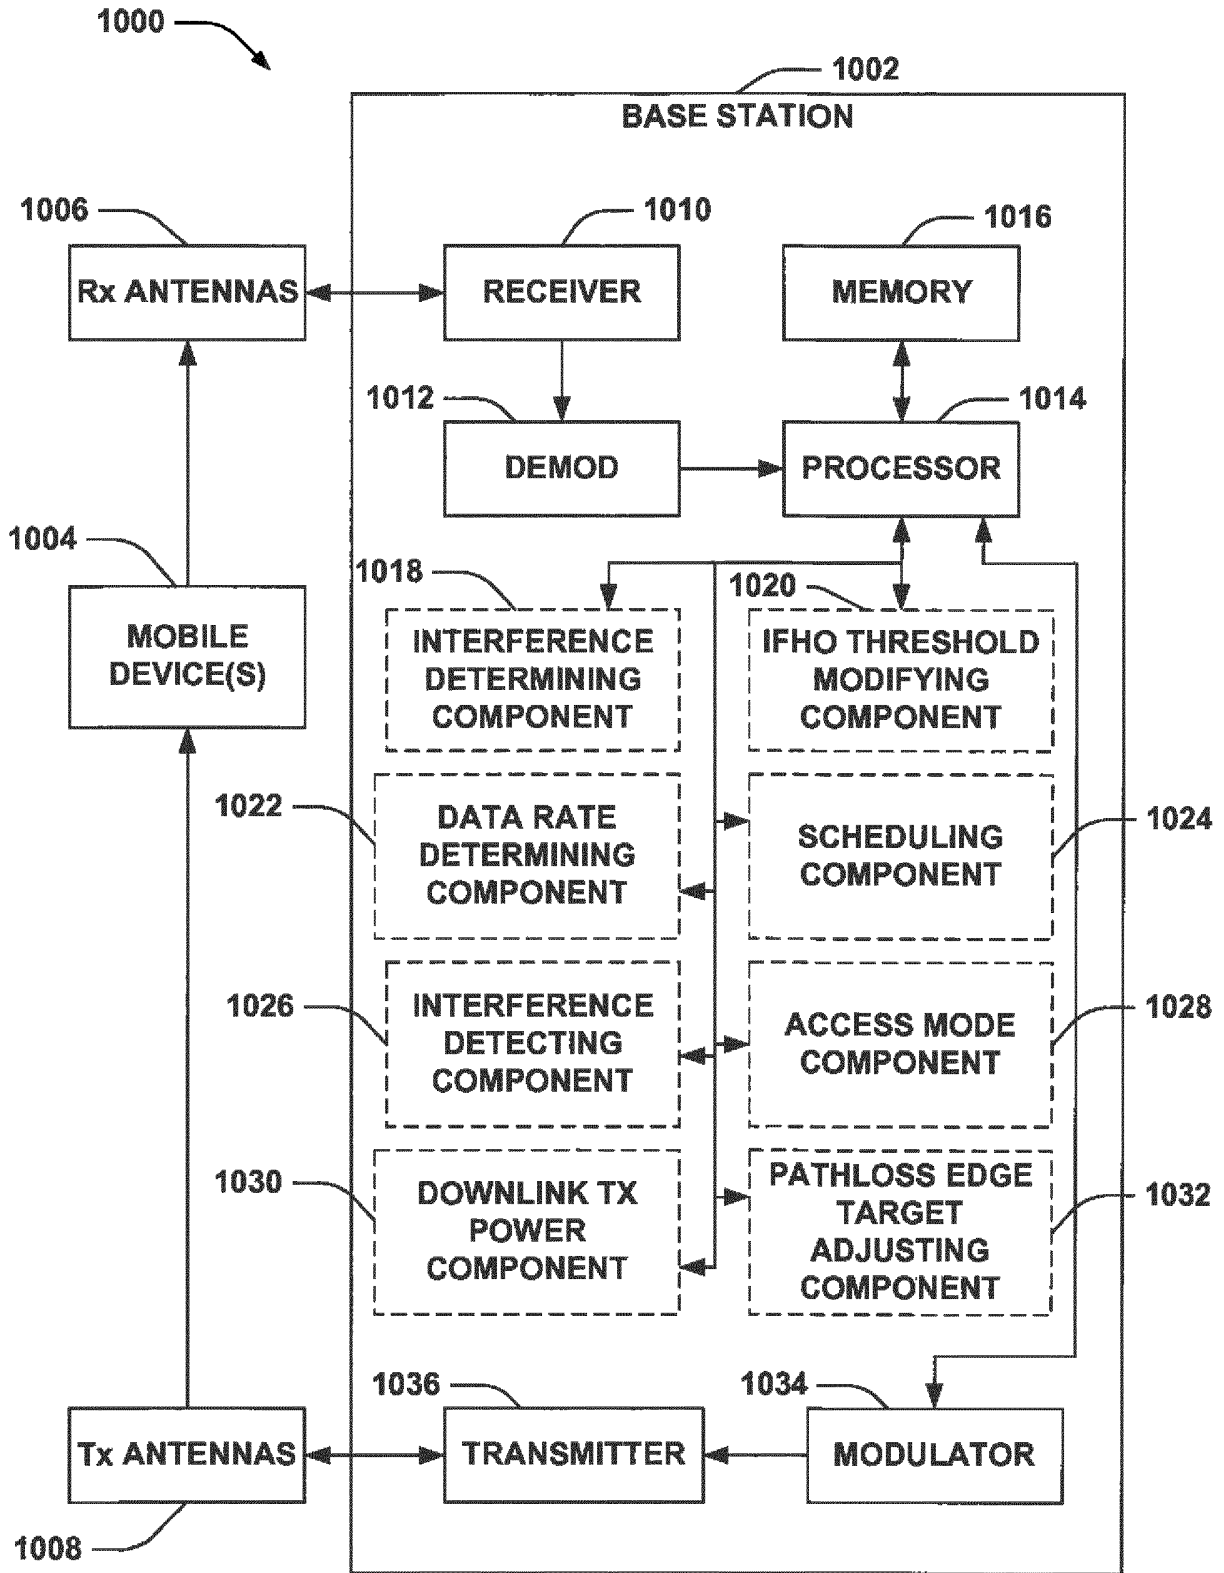 1000
1002
BASE STATION
1006
1010
1016
Rx ANTENNAS
RECEIVER
MEMORY
1012
1014
DEMOD
PROCESSOR
1004
MOBILE
DEVICE(S)
1018
1020
INTERFERENCE
DETERMINING
COMPONENT
IFHO THRESHOLD
MODIFYING
COMPONENT
1022
DATA RATE
DETERMINING
COMPONENT
SCHEDULING
COMPONENT
1024
1026
INTERFERENCE
DETECTING
COMPONENT
ACCESS MODE
COMPONENT
1028
1030
DOWNLINK TX
POWER
COMPONENT
PATHLOSS EDGE
TARGET
ADJUSTING
COMPONENT
1032
1036
1034
Tx ANTENNAS
TRANSMITTER
MODULATOR
1008